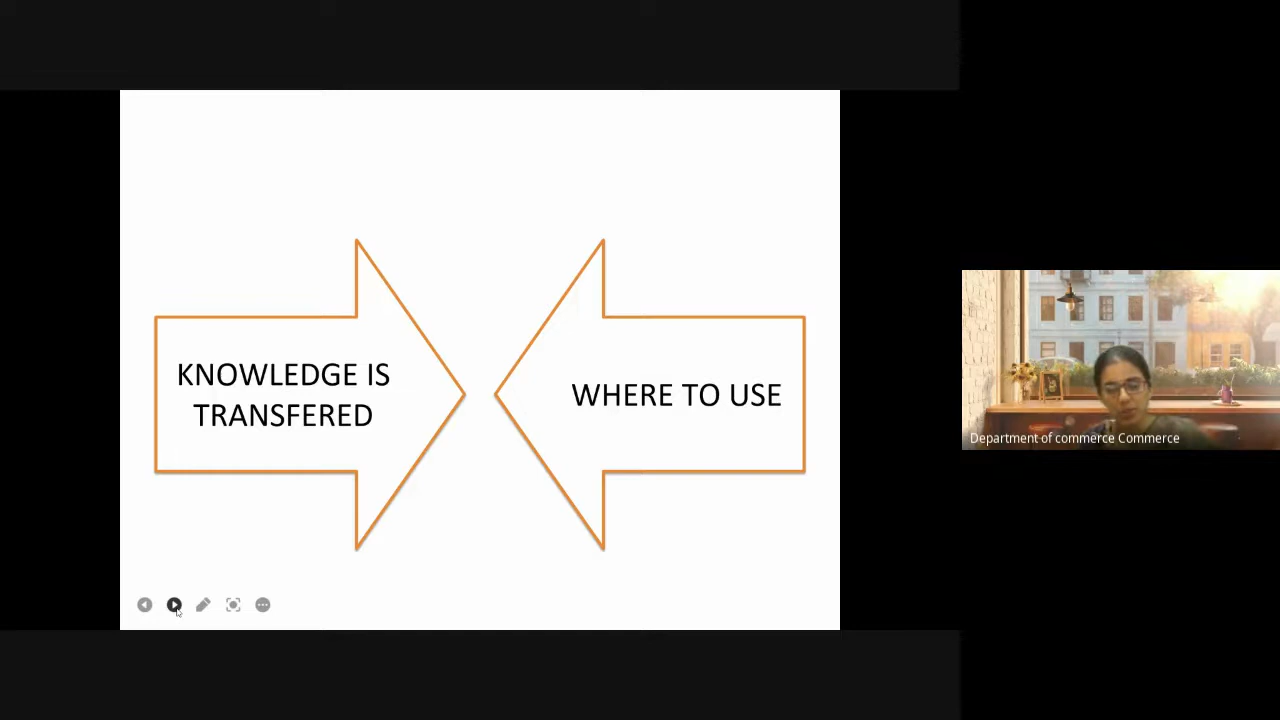 KNOWLEDGE IS
TRANSFERED
WHERE TO USE
Department of commerce Commerce